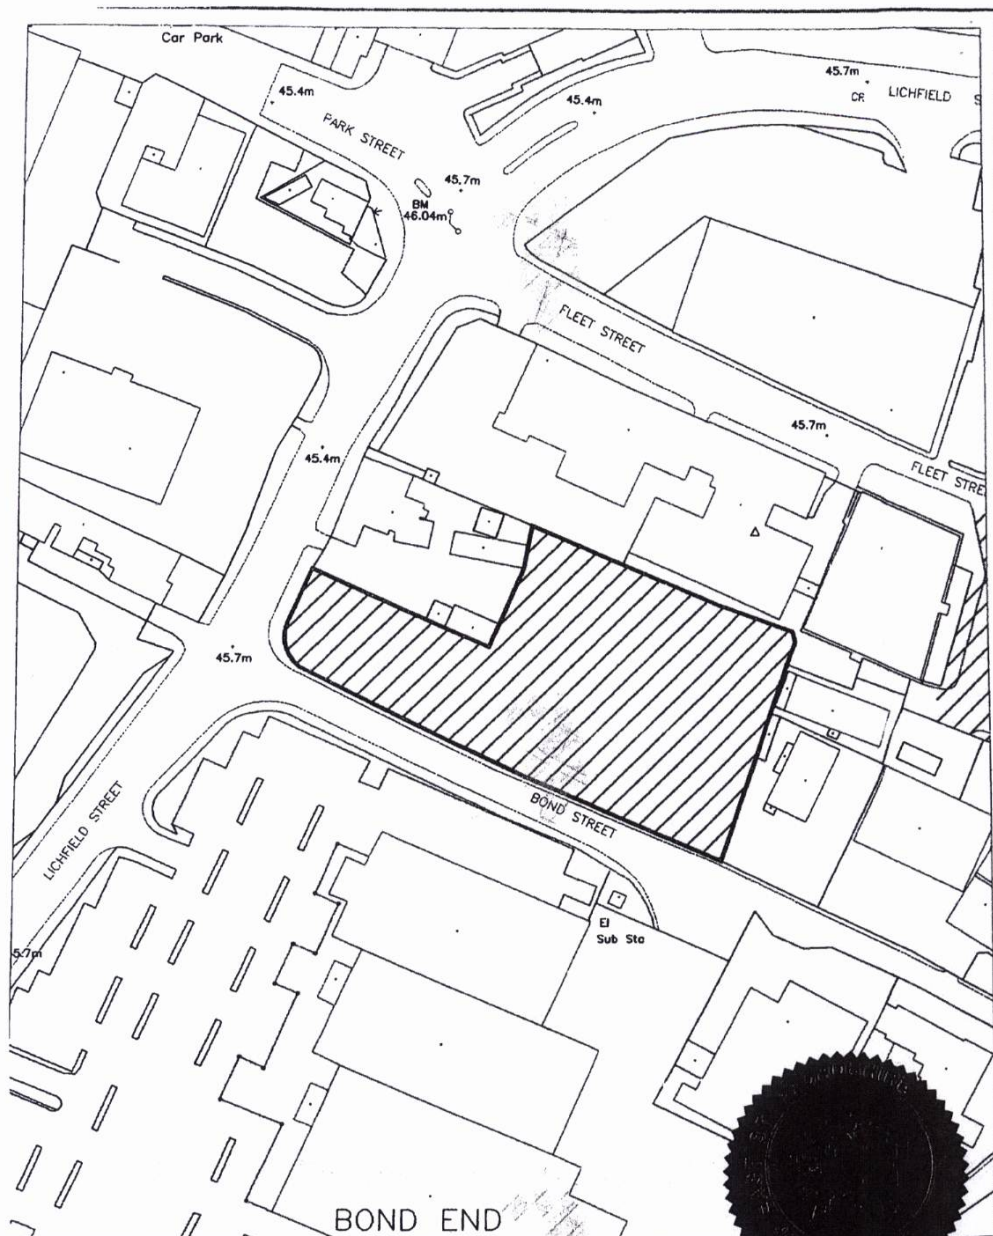 Car Park
45.7m
CR
LICHFIELD S
45.4m
45.4m
PARK STREET
45.7m
BM
46.04m
FLEET STREET
45.7m
45.4m
FLEET STREE
45.7m
BOND STREET
LICHFIELD STREET
El
Sub Sta
5.7m
BOND END